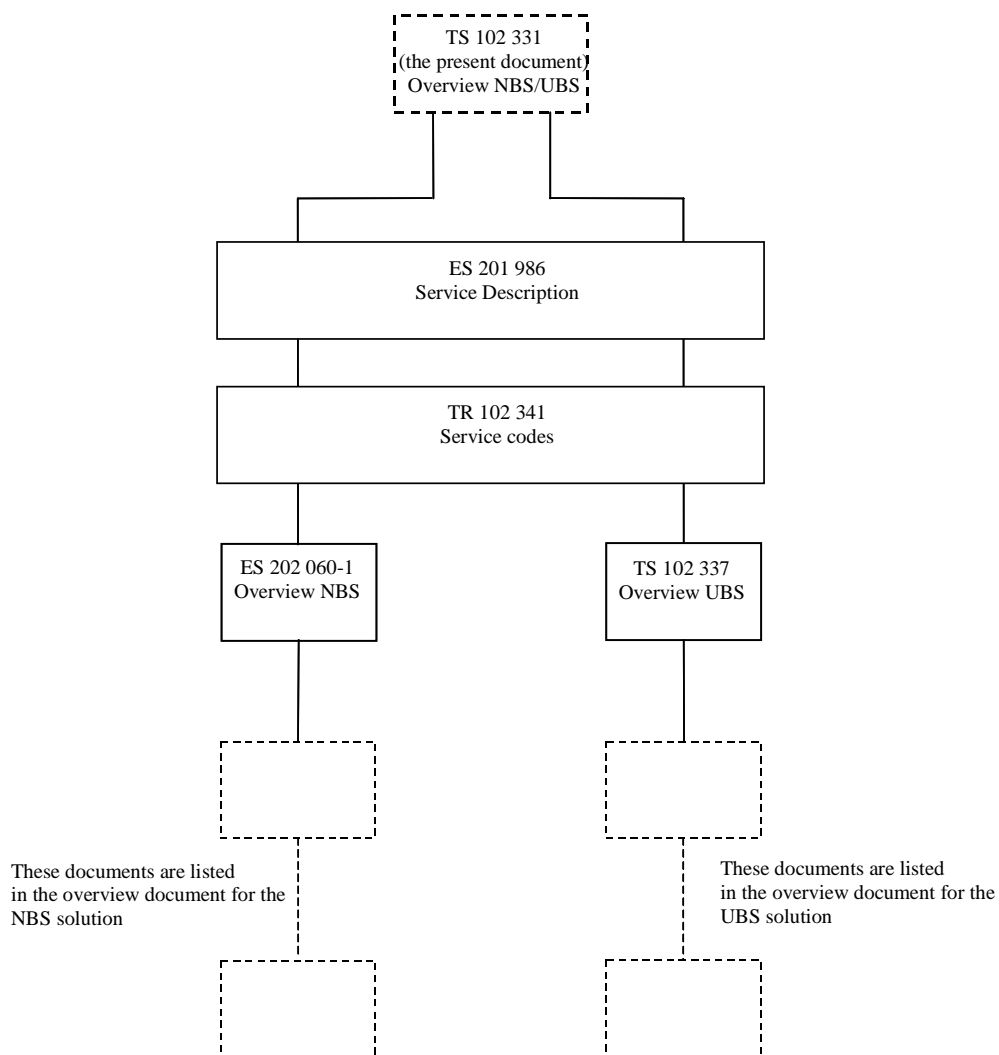 TS 102 331
(the present document)
Overview NBS/UBS
ES 201 986
Service Description
TR 102 341
Service codes
ES 202 060-1
Overview NBS
TS 102 337
Overview UBS
These documents are listed
in the overview document for the
NBS solution
These documents are listed
in the overview document for the
UBS solution